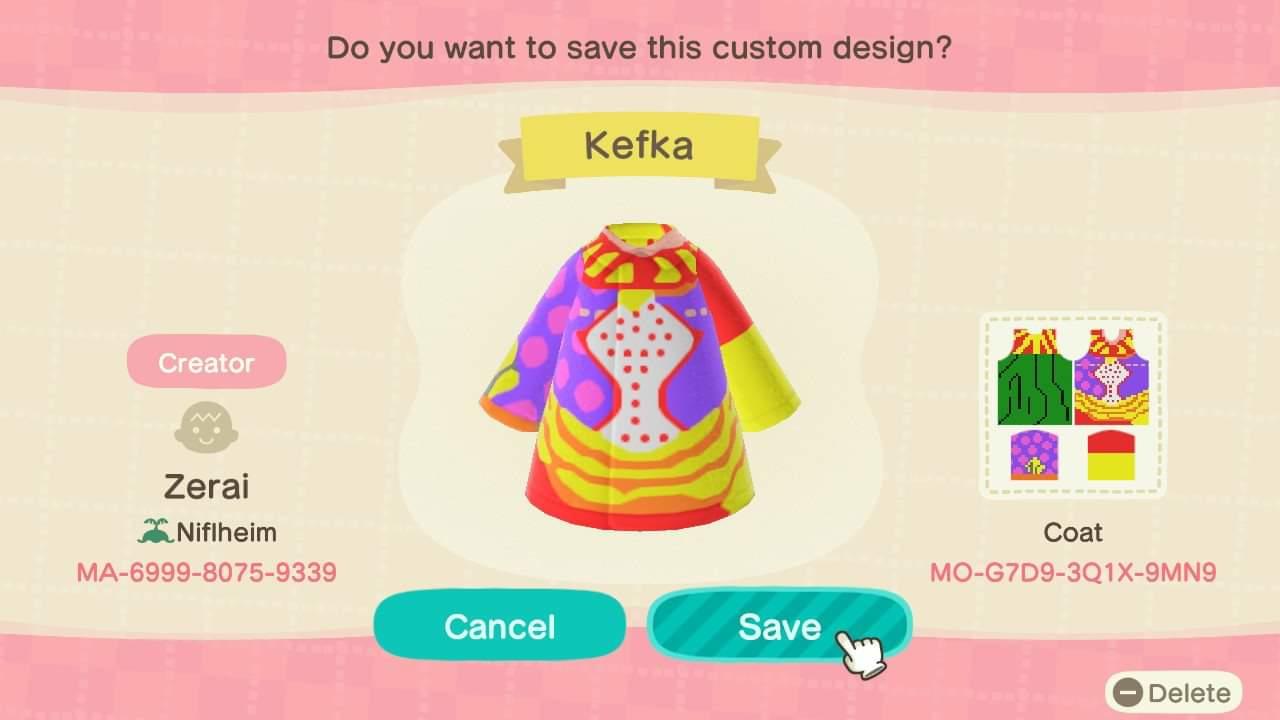 Do you want to save this custom design?
Kefka
Creator
Zerai
Niflheim
MA-6999-8075-9339
Coat
MO-G7D9-3Q1X-9MN9
Cancel
Save
Delete